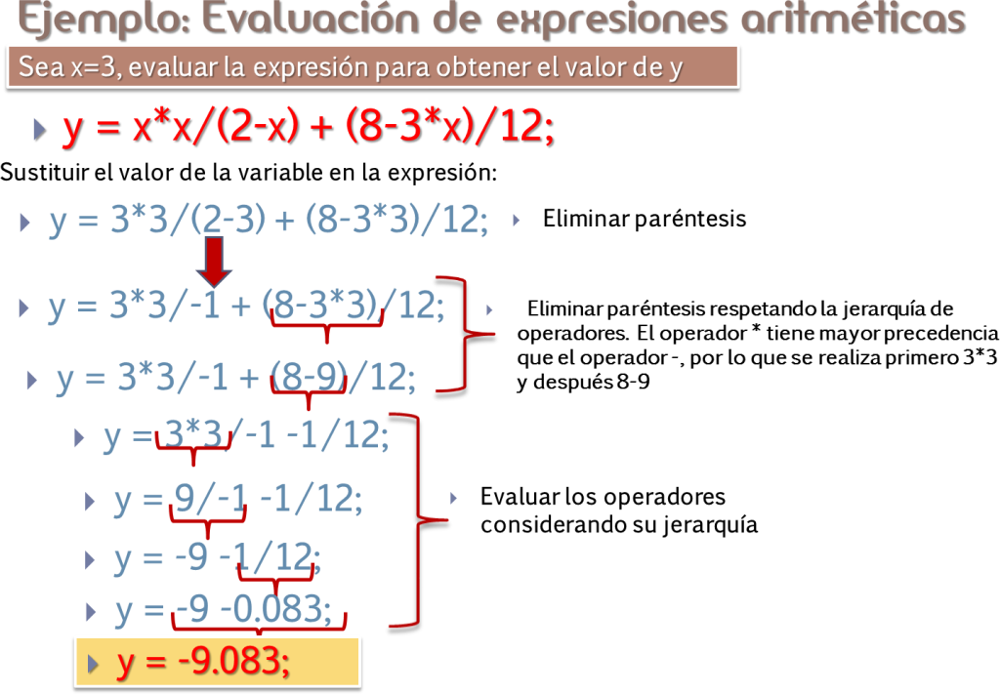 Ejemplo: Evaluación de expresiones aritméticas
Sea x=3, evaluar la expresión para obtener el valor de y
y = x*x/(2-x) + (8-3*x)/12;
Sustituir el valor de la variable en la expresión:
y = 3*3/(2-3) + (8-3*3)/12;
Eliminar paréntesis
y = 3*3/-1 + (8-3*3)/12;
Eliminar paréntesis respetando la jerarquía de
operadores. El operador * tiene mayor precedencia
que el operador -, por lo que se realiza primero 3*3
y después 8-9
y = 3*3/-1 + (8-9)/12;
y = 3*3/-1 -1/12;
y = 9/-1 -1/12;
Evaluar los operadores
considerando su jerarquía
y = -9 -1/12;
y = -9 -0.083;
y = -9.083;